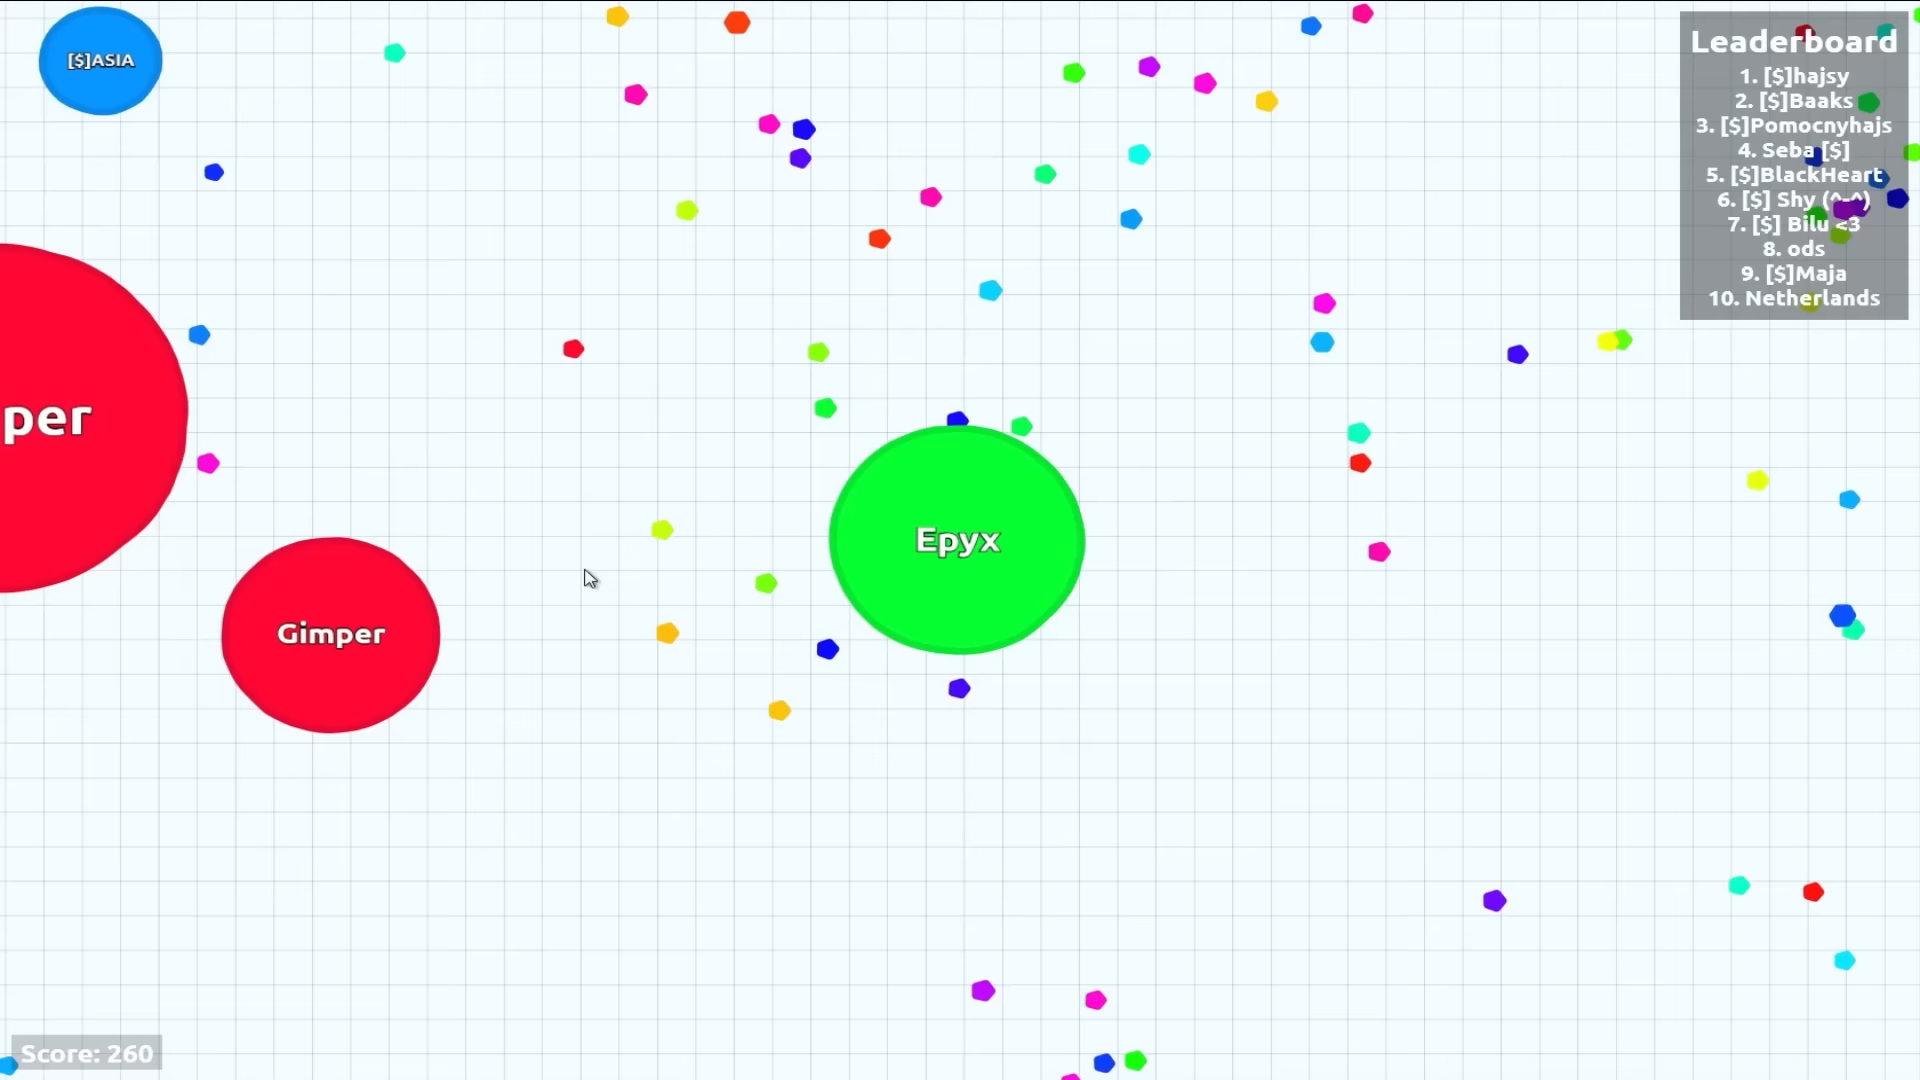 [$]ASIA
Leaderboard
1. [$]hajsy
2. [$]Baaks
3. [$]Pomocnyhajs
4. Seba [$]
5. [$]BlackHeart
6. [$] Shy (^-^)
7. [$] Bilu <3
8. ods
9. [$]Maja
10. Netherlands
per
Epyx
Gimper
Score: 260